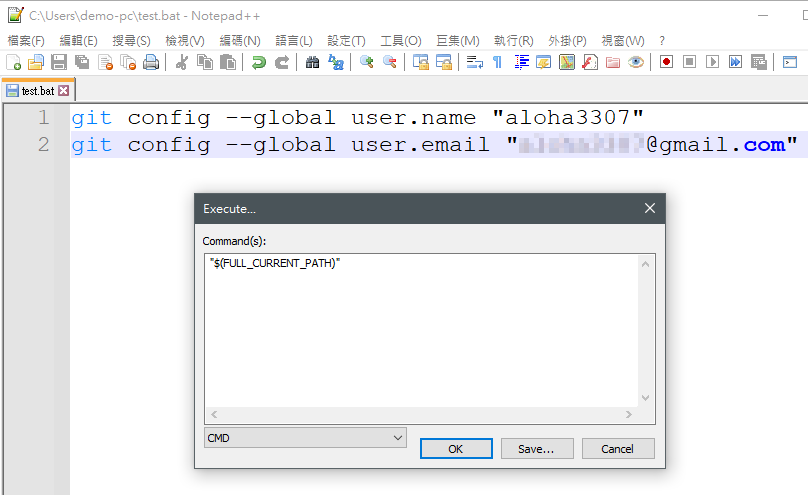 C:\Users\demo-pc\test.bat - Notepad++
檔案(F) 編輯(E) 搜尋(S) 檢視(V) 編碼(N) 語言(L) 設定(T) 工具(O) 巨集(M) 執行(R) 外掛(P) 視窗(W) ?
test.bat
1 git config --global user.name "aloha3307"
2 git config --global user.email "@gmail.com"
Execute...
Command(s):
"$(FULL_CURRENT_PATH)"
CMD
OK Save... Cancel